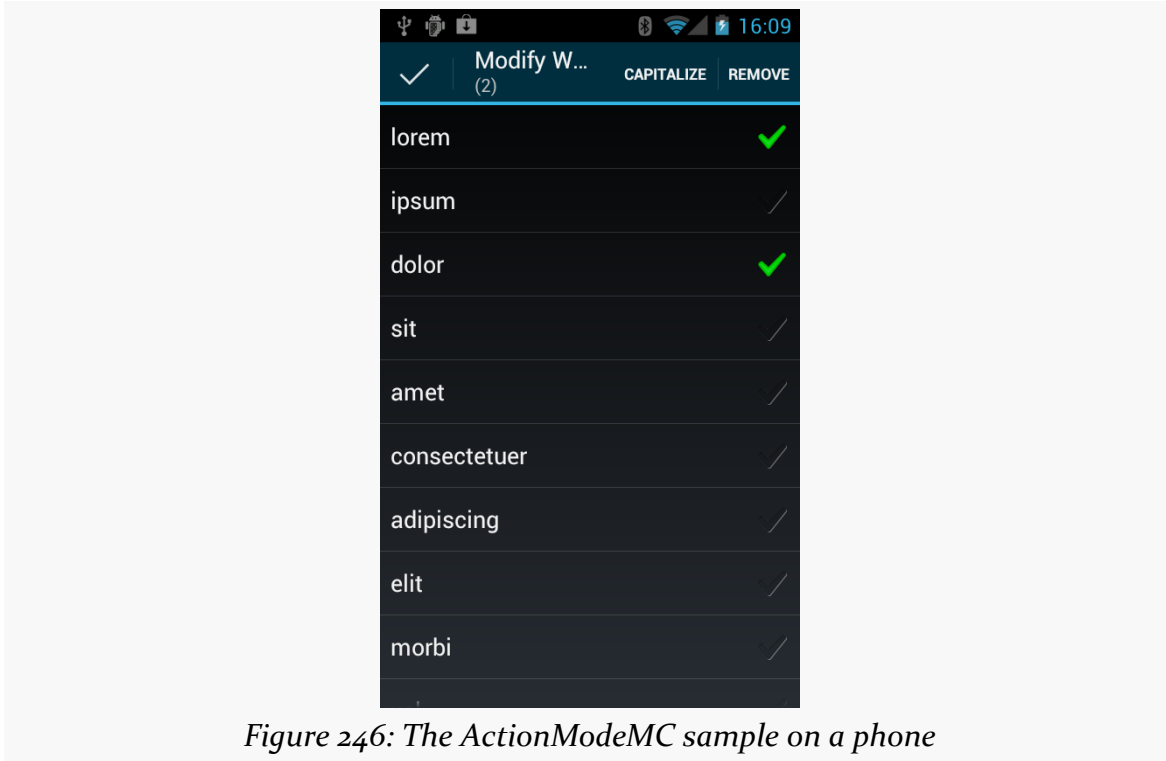 16:09
Modify W...
(2)
CAPITALIZE REMOVE
lorem
ipsum
dolor
sit
amet
consectetuer
adipiscing
elit
morbi
Figure 246: The ActionModeMC sample on a phone